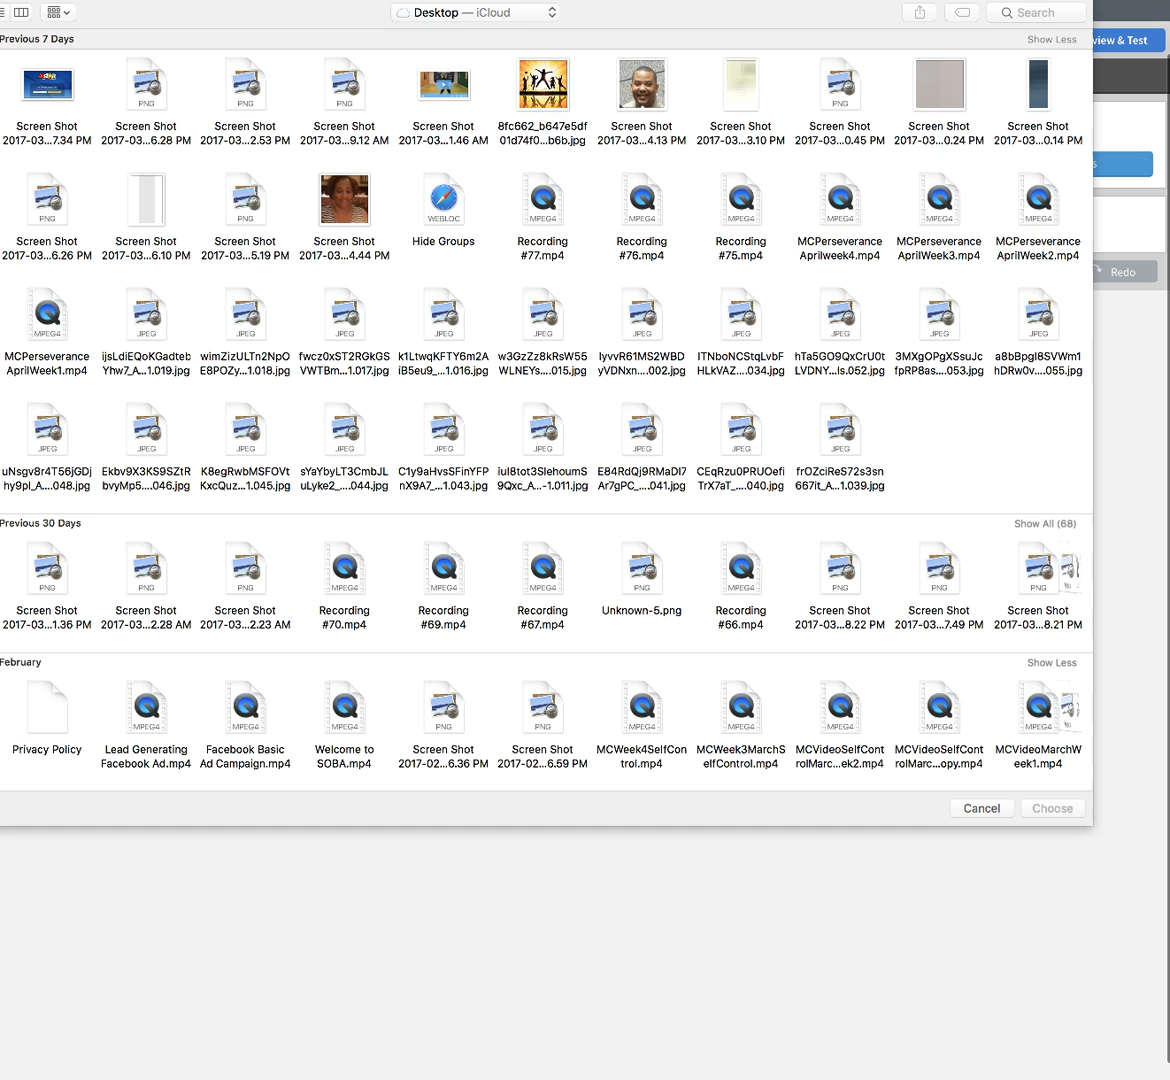 Desktop — iCloud
Search
Previous 7 Days
Show Less
view & Test
PNG PNG PNG PNG
Screen Shot Screen Shot Screen Shot Screen Shot Screen Shot 8fc662_b647e5df Screen Shot Screen Shot Screen Shot Screen Shot Screen Shot
2017-03...7.34 PM 2017-03...6.28 PM 2017-03...2.53 PM 2017-03...9.12 AM 2017-03...1.46 AM 01d74f0...b6b.jpg 2017-03...4.13 PM 2017-03...3.10 PM 2017-03...0.45 PM 2017-03...0.24 PM 2017-03...0.14 PM
s
PNG PNG WEBLOC MPEG4 MPEG4 MPEG4 MPEG4 MPEG4 MPEG4
Screen Shot Screen Shot Screen Shot Screen Shot Hide Groups Recording Recording Recording MCPerseverance MCPerseverance MCPerseverance
2017-03...6.26 PM 2017-03...6.10 PM 2017-03...5.19 PM 2017-03...4.44 PM #77.mp4 #76.mp4 #75.mp4 Aprilweek4.mp4 AprilWeek3.mp4 AprilWeek2.mp4
Redo
MPEG4 JPEG JPEG JPEG JPEG JPEG JPEG JPEG JPEG JPEG JPEG
MCPerseverance ijsLdiEQoKGadteb wimZizULTn2NpO fwcz0xST2RGkGS k1LtwqKFTY6m2A w3GzZz8kRsW55 IyvvR61MS2WBD ITNboNCStqLvbF hTa5GO9QxCrU0t 3MXgOPgXSsuJc a8bBpgI8SVWm1
AprilWeek1.mp4 Yhw7_A...1.019.jpg E8POZy...1.018.jpg VWTBm...1.017.jpg iB5eu9_...1.016.jpg WLNEYs....015.jpg yVDNxn....002.jpg HLkVAZ....034.jpg LVDNY...ls.052.jpg fpRP8as....053.jpg hDRw0v....055.jpg
JPEG JPEG JPEG JPEG JPEG JPEG JPEG JPEG JPEG
uNsgv8r4T56jGDj Ekbv9X3KS9SZtR K8egRwbMSFOVt sYaYbyLT3CmbJL C1y9aHvsSFinYFP iuI8tot3SlehoumS E84RdQj9RMaDI7 CEqRzu0PRUOefi frOZciReS72s3sn
hy9pl_A....048.jpg bvyMp5....046.jpg KxcQuz...1.045.jpg uLyke2_....044.jpg nX9A7_...1.043.jpg 9Qxc_A...-1.011.jpg Ar7gPC_....041.jpg TrX7aT_....040.jpg 667it_A...1.039.jpg
Previous 30 Days
Show All (68)
PNG PNG PNG MPEG4 MPEG4 MPEG4 PNG MPEG4 PNG PNG PNG
Screen Shot Screen Shot Screen Shot Recording Recording Recording Unknown-5.png Recording Screen Shot Screen Shot Screen Shot
2017-03...1.36 PM 2017-03...2.28 AM 2017-03...2.23 AM #70.mp4 #69.mp4 #67.mp4 #66.mp4 2017-03...8.22 PM 2017-03...7.49 PM 2017-03...8.21 PM
February
Show Less
MPEG4 MPEG4 MPEG4 PNG PNG MPEG4 MPEG4 MPEG4 MPEG4 MPEG4
Privacy Policy Lead Generating Facebook Basic Welcome to Screen Shot Screen Shot MCWeek4SelfCon MCWeek3MarchS MCVideoSelfCont MCVideoSelfCont MCVideoMarchW
Facebook Ad.mp4 Ad Campaign.mp4 SOBA.mp4 2017-02...6.36 PM 2017-02...6.59 PM trol.mp4 elfControl.mp4 rolMarc...ek2.mp4 rolMarc...opy.mp4 eek1.mp4
Cancel
Choose